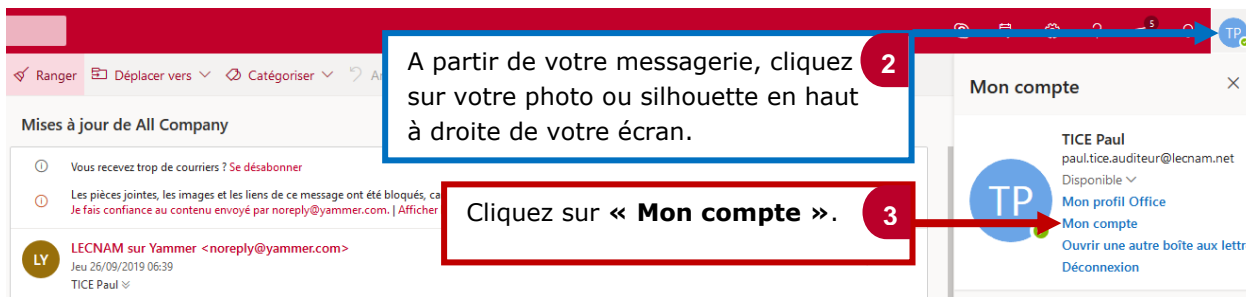 5
TP
Ranger Déplacer vers Catégoriser
A partir de votre messagerie, cliquez
sur votre photo ou silhouette en haut
à droite de votre écran.
2
Mon compte
Mises à jour de All Company
Vous recevez trop de courriers ? Se désabonner
Les pièces jointes, les images et les liens de ce message ont été bloqués,
Je fais confiance au contenu envoyé par noreply@yammer.com. | Afficher
Cliquez sur « Mon compte ».
3
LY
LECNAM sur Yammer <noreply@yammer.com>
Jeu 26/09/2019 06:39
TICE Paul
TP
TICE Paul
paul.tice.auditeur@lecnam.net
Disponible
Mon profil Office
Mon compte
Ouvrir une autre boîte aux lettr
Déconnexion